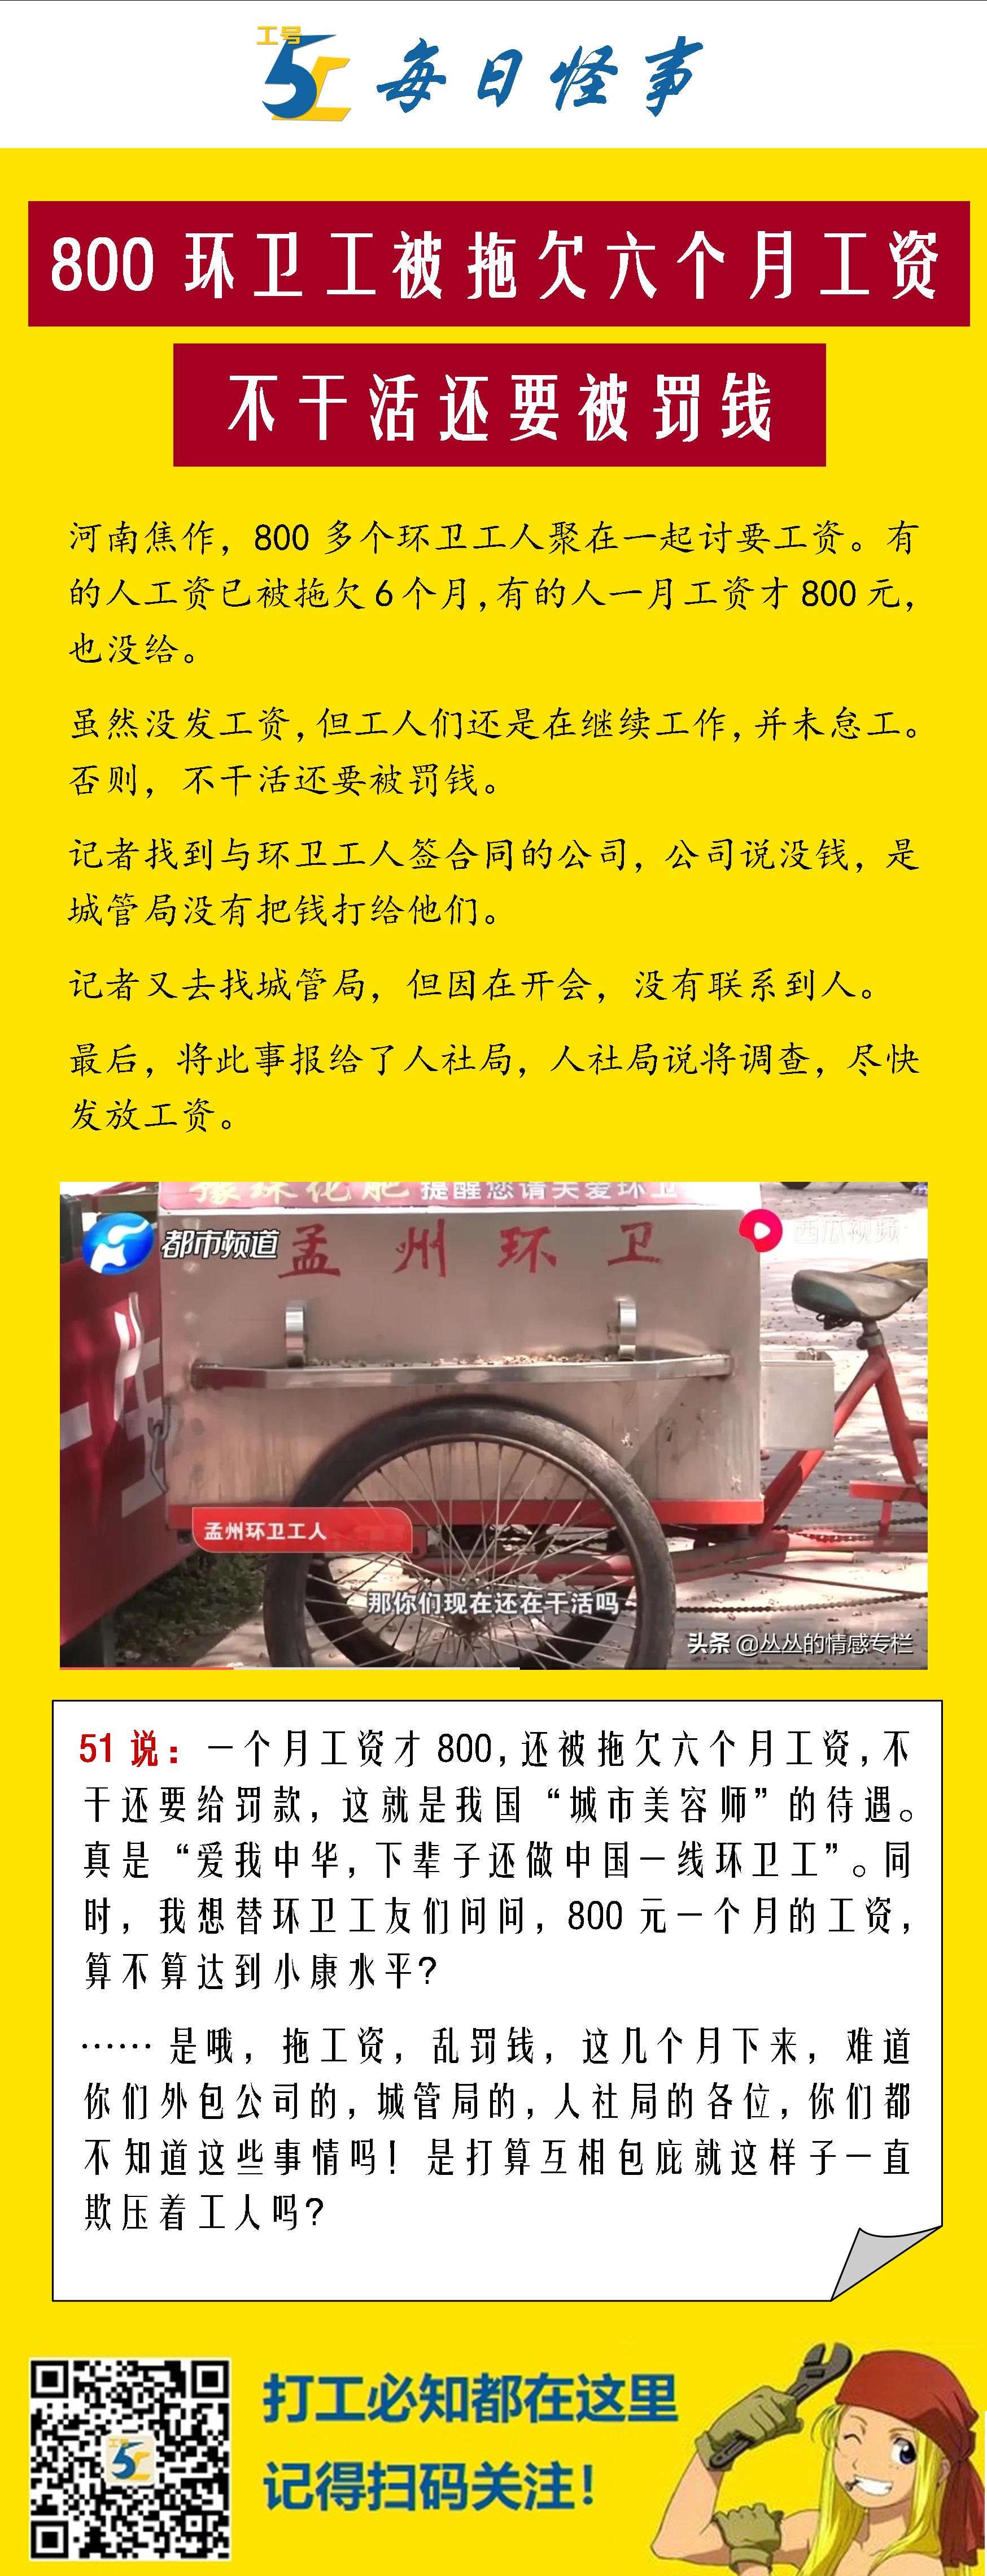 工号
51
每日怪事
800 环卫工被拖欠六个月工资
不干活还要被罚钱
河南焦作，800 多个环卫工人聚在一起讨要工资。有
的人工资已被拖欠 6 个月，有的人一月工资才 800 元，
也没给。
虽然没发工资，但工人们还是在继续工作，并未怠工。
否则，不干活还要被罚钱。
记者找到与环卫工人签合同的公司，公司说没钱，是
城管局没有把钱打给他们。
记者又去找城管局，但因在开会，没有联系到人。
最后，将此事报给了人社局，人社局说将调查，尽快
发放工资。
豫珠化肥 提醒您请关爱环卫
都市频道
西瓜视频
孟州环卫
孟州环卫工人
那你们现在还在干活吗
头条 @丛丛的情感专栏
51 说：一个月工资才 800，还被拖欠六个月工资，不
干还要给罚款，这就是我国“城市美容师”的待遇。
真是“爱我中华，下辈子还做中国一线环卫工”。同
时，我想替环卫工友们问问，800 元一个月的工资，
算不算达到小康水平？
…… 是哦，拖工资，乱罚钱，这几个月下来，难道
你们外包公司的，城管局的，人社局的各位，你们都
不知道这些事情吗！是打算互相包庇就这样子一直
欺压着工人吗？
工号
51
打工必知都在这里
记得扫码关注！